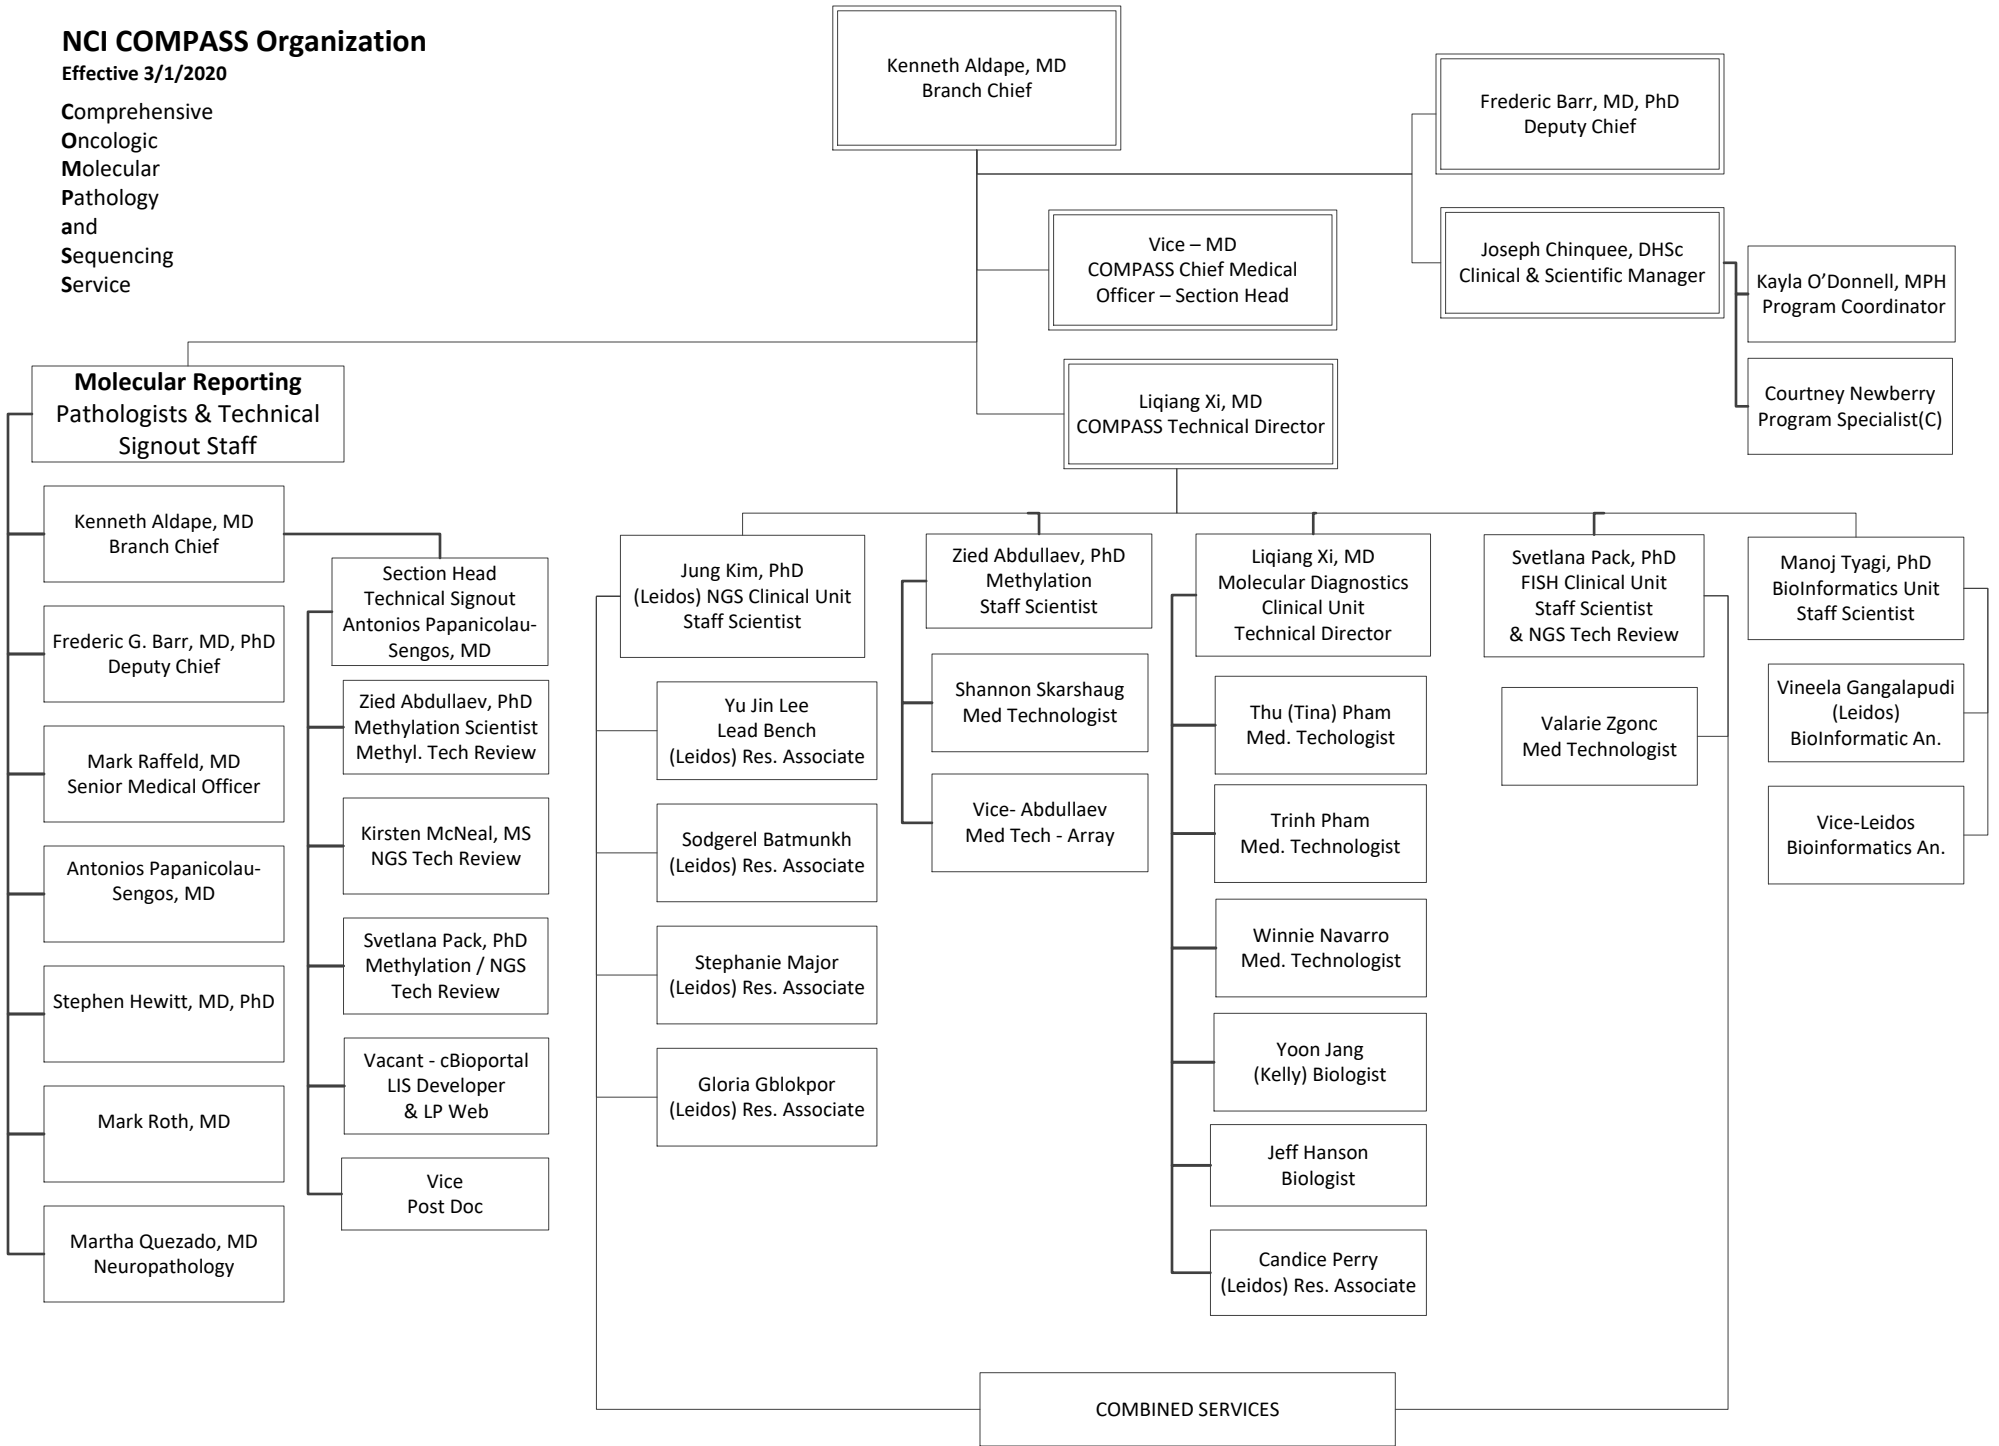 NCI COMPASS Organization
Effective 3/1/2020
Comprehensive
Oncologic
Molecular
Pathology
and
Sequencing
Service
Kenneth Aldape, MD
Branch Chief
Frederic Barr, MD, PhD
Deputy Chief
Vice – MD
COMPASS Chief Medical
Officer – Section Head
Joseph Chinquee, DHSc
Clinical & Scientific Manager
Kayla O’Donnell, MPH
Program Coordinator
Courtney Newberry
Program Specialist(C)
Liqiang Xi, MD
COMPASS Technical Director
Molecular Reporting
Pathologists & Technical
Signout Staff
Kenneth Aldape, MD
Branch Chief
Frederic G. Barr, MD, PhD
Deputy Chief
Mark Raffeld, MD
Senior Medical Officer
Antonios Papanicolau-
Sengos, MD
Stephen Hewitt, MD, PhD
Mark Roth, MD
Martha Quezado, MD
Neuropathology
Section Head
Technical Signout
Antonios Papanicolau-
Sengos, MD
Zied Abdullaev, PhD
Methylation Scientist
Methyl. Tech Review
Kirsten McNeal, MS
NGS Tech Review
Svetlana Pack, PhD
Methylation / NGS
Tech Review
Vacant - cBioportal
LIS Developer
& LP Web
Vice
Post Doc
Jung Kim, PhD
(Leidos) NGS Clinical Unit
Staff Scientist
Yu Jin Lee
Lead Bench
(Leidos) Res. Associate
Sodgerel Batmunkh
(Leidos) Res. Associate
Stephanie Major
(Leidos) Res. Associate
Gloria Gblokpor
(Leidos) Res. Associate
Zied Abdullaev, PhD
Methylation
Staff Scientist
Shannon Skarshaug
Med Technologist
Vice- Abdullaev
Med Tech - Array
Liqiang Xi, MD
Molecular Diagnostics
Clinical Unit
Technical Director
Thu (Tina) Pham
Med. Techologist
Trinh Pham
Med. Technologist
Winnie Navarro
Med. Technologist
Yoon Jang
(Kelly) Biologist
Jeff Hanson
Biologist
Candice Perry
(Leidos) Res. Associate
Svetlana Pack, PhD
FISH Clinical Unit
Staff Scientist
& NGS Tech Review
Valarie Zgonc
Med Technologist
Manoj Tyagi, PhD
BioInformatics Unit
Staff Scientist
Vineela Gangalapudi
(Leidos)
BioInformatic An.
Vice-Leidos
Bioinformatics An.
COMBINED SERVICES